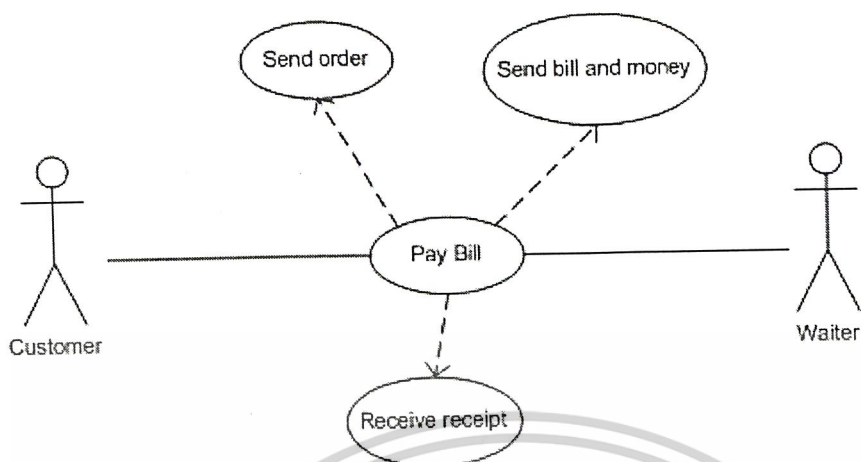 Send order
Send bill and money
Pay Bill
Customer
Waiter
Receive receipt